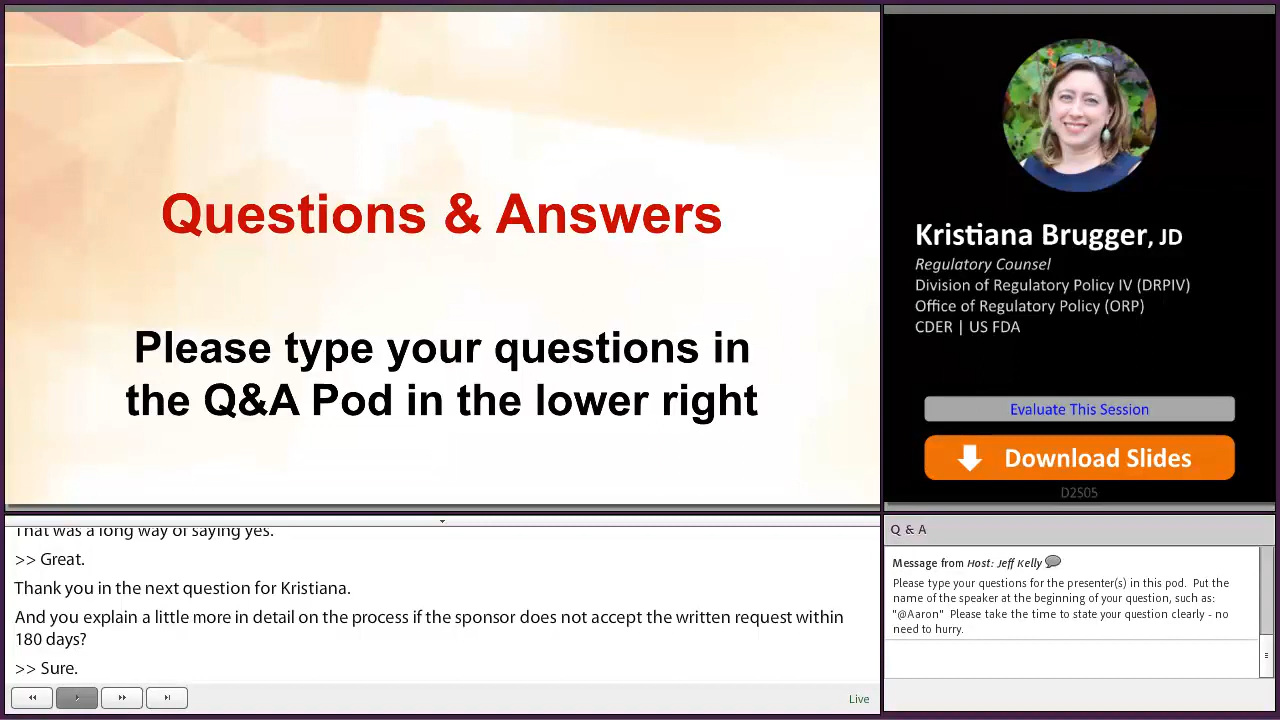 Questions & Answers
Please type your questions in
the Q&A Pod in the lower right
Kristiana Brugger, JD
Regulatory Counsel
Division of Regulatory Policy IV (DRPIV)
Office of Regulatory Policy (ORP)
CDER | US FDA
Evaluate This Session
Download Slides
D2S05
That was a long way of saying yes.
>> Great.
Thank you in the next question for Kristiana.
And you explain a little more in detail on the process if the sponsor does not accept the written request within
180 days?
>> Sure.
Live
Q & A
Message from Host: Jeff Kelly
Please type your questions for the presenter(s) in this pod. Put the
name of the speaker at the beginning of your question, such as:
"@Aaron" Please take the time to state your question clearly - no
need to hurry.